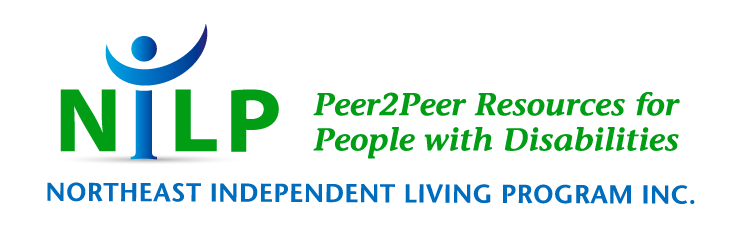 NILP
Peer2Peer Resources for
People with Disabilities
NORTHEAST INDEPENDENT LIVING PROGRAM INC.